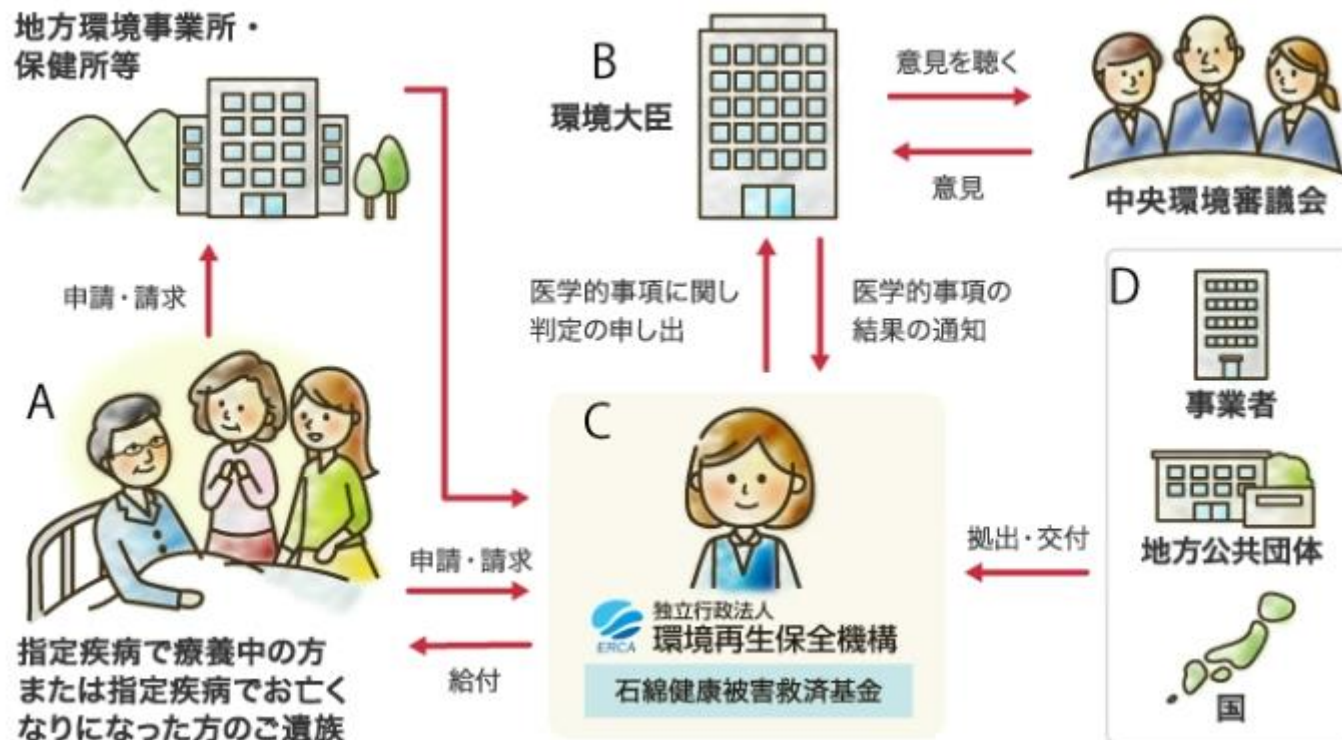 地方環境事業所・
保健所等
B
環境大臣
意見を聴く
意見
中央環境審議会
申請・請求
医学的事項に関し
判定の申し出
医学的事項の
結果の通知
D
事業者
地方公共団体
国
拠出・交付
A
指定疾病で療養中の方
または指定疾病でお亡く
なりになった方のご遺族
申請・請求
給付
C
ERCA
独立行政法人
環境再生保全機構
石綿健康被害救済基金